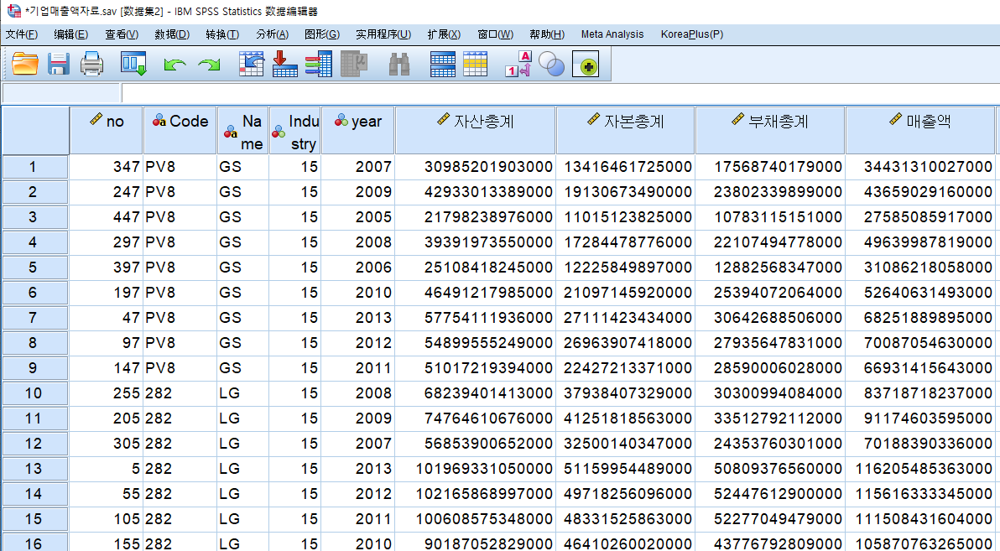 *기업매출액자료.sav [数据集2] - IBM SPSS Statistics 数据编辑器
文件(F) 编辑(E) 查看(V) 数据(D) 转换(T) 分析(A) 图形(G) 实用程序(U) 扩展(X) 窗口(W) 帮助(H) Meta Analysis KoreaPlus(P)
no Code Name Industry year 자산총계 자본총계 부채총계 매출액
1 347 PV8 GS 15 2007 30985201903000 13416461725000 17568740179000 34431310027000
2 247 PV8 GS 15 2009 42933013389000 19130673490000 23802339899000 43659029160000
3 447 PV8 GS 15 2005 21798238976000 11015123825000 10783115151000 27585085917000
4 297 PV8 GS 15 2008 39391973550000 17284478776000 22107494778000 49639987819000
5 397 PV8 GS 15 2006 25108418245000 12225849897000 12882568347000 31086218058000
6 197 PV8 GS 15 2010 46491217985000 21097145920000 25394072064000 52640631493000
7 47 PV8 GS 15 2013 57754111936000 27111423434000 30642688506000 68251889895000
8 97 PV8 GS 15 2012 54899555249000 26963907418000 27935647831000 70087054630000
9 147 PV8 GS 15 2011 51017219394000 22427213371000 28590006028000 66931415643000
10 255 282 LG 15 2008 68239401413000 37938407329000 30300994084000 83718718237000
11 205 282 LG 15 2009 74764610676000 41251818563000 33512792112000 91174603595000
12 305 282 LG 15 2007 56853900652000 32500140347000 24353760301000 70188390336000
13 5 282 LG 15 2013 101969331050000 51159954489000 50809376560000 116205485363000
14 55 282 LG 15 2012 102165868997000 49718256096000 52447612900000 115616333345000
15 105 282 LG 15 2011 100608575348000 48331525863000 52277049479000 111508431604000
16 155 282 LG 15 2010 90187052829000 46410260020000 43776792809000 105870763265000